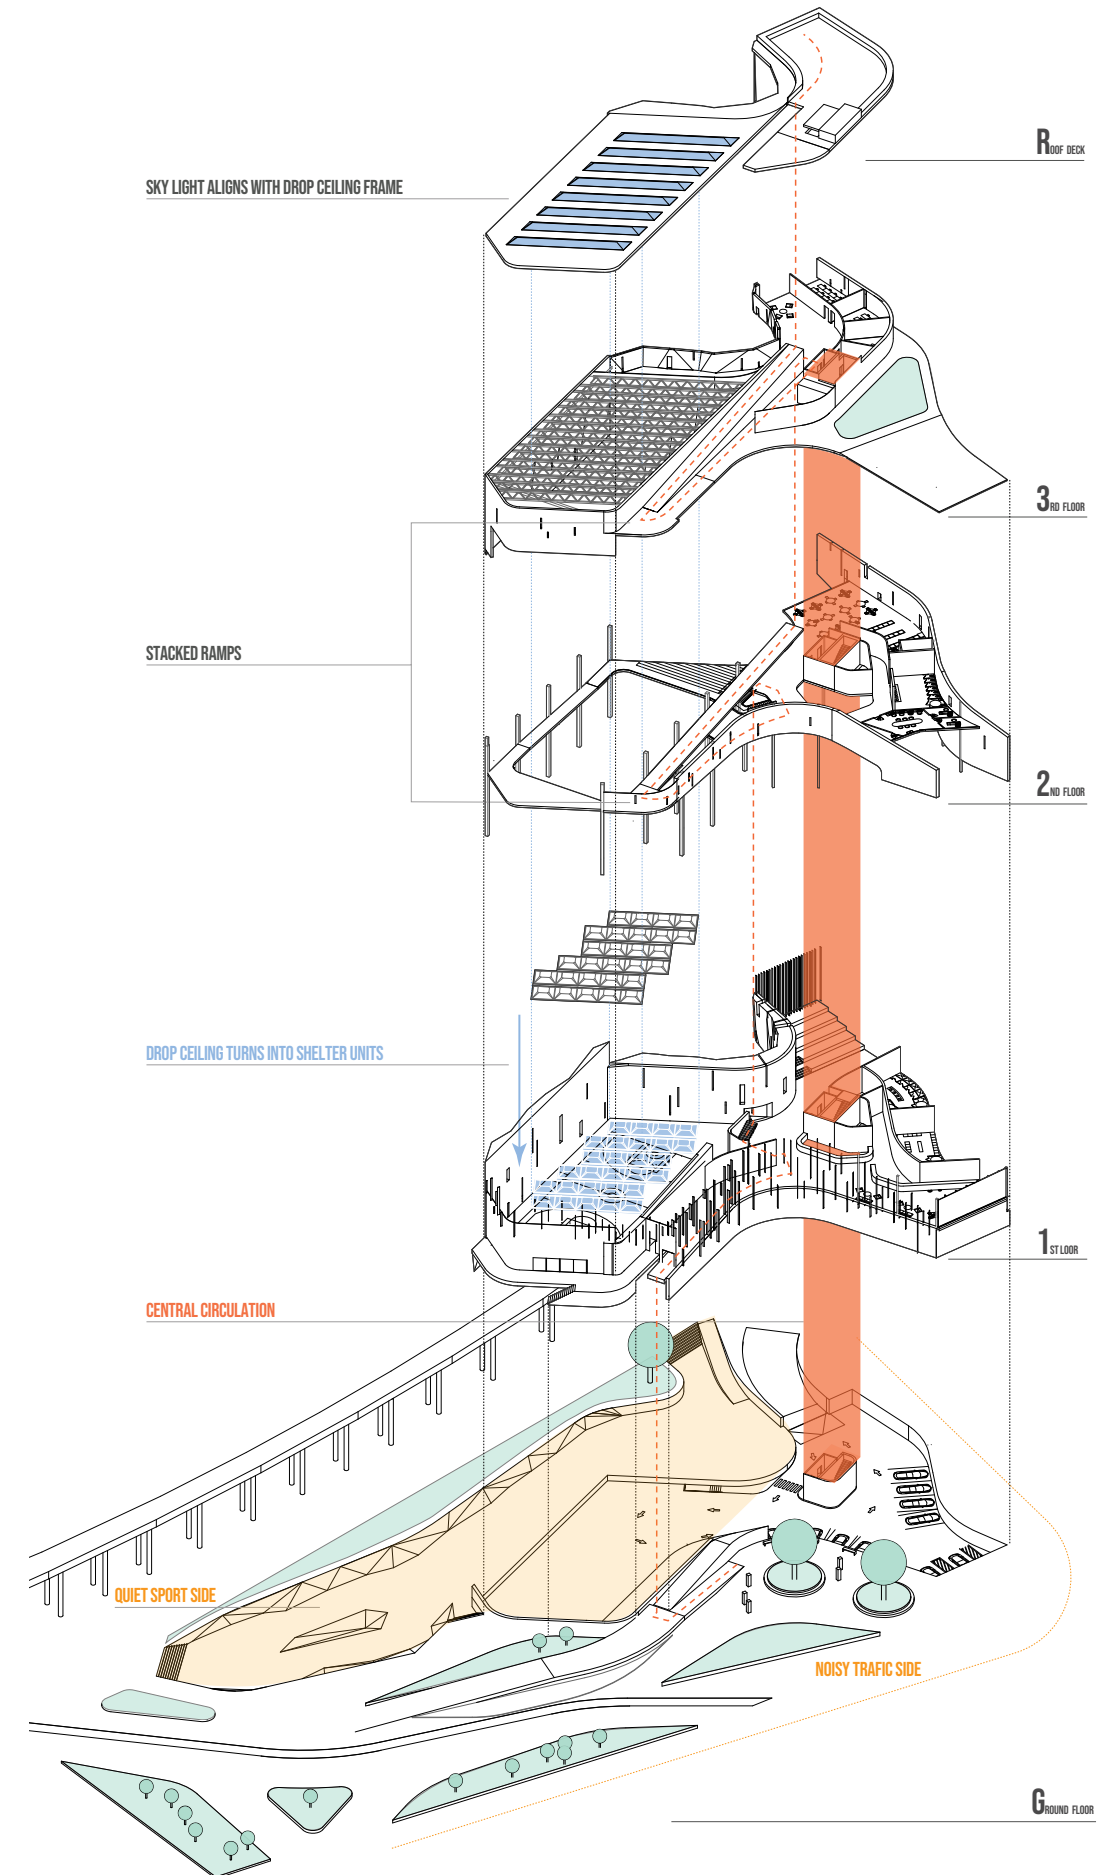 ROOF DECK
SKY LIGHT ALIGNS WITH DROP CEILING FRAME
3RD FLOOR
STACKED RAMPS
2ND FLOOR
DROP CEILING TURNS INTO SHELTER UNITS
1ST LOOR
CENTRAL CIRCULATION
QUIET SPORT SIDE
NOISY TRAFIC SIDE
GROUND FLOOR